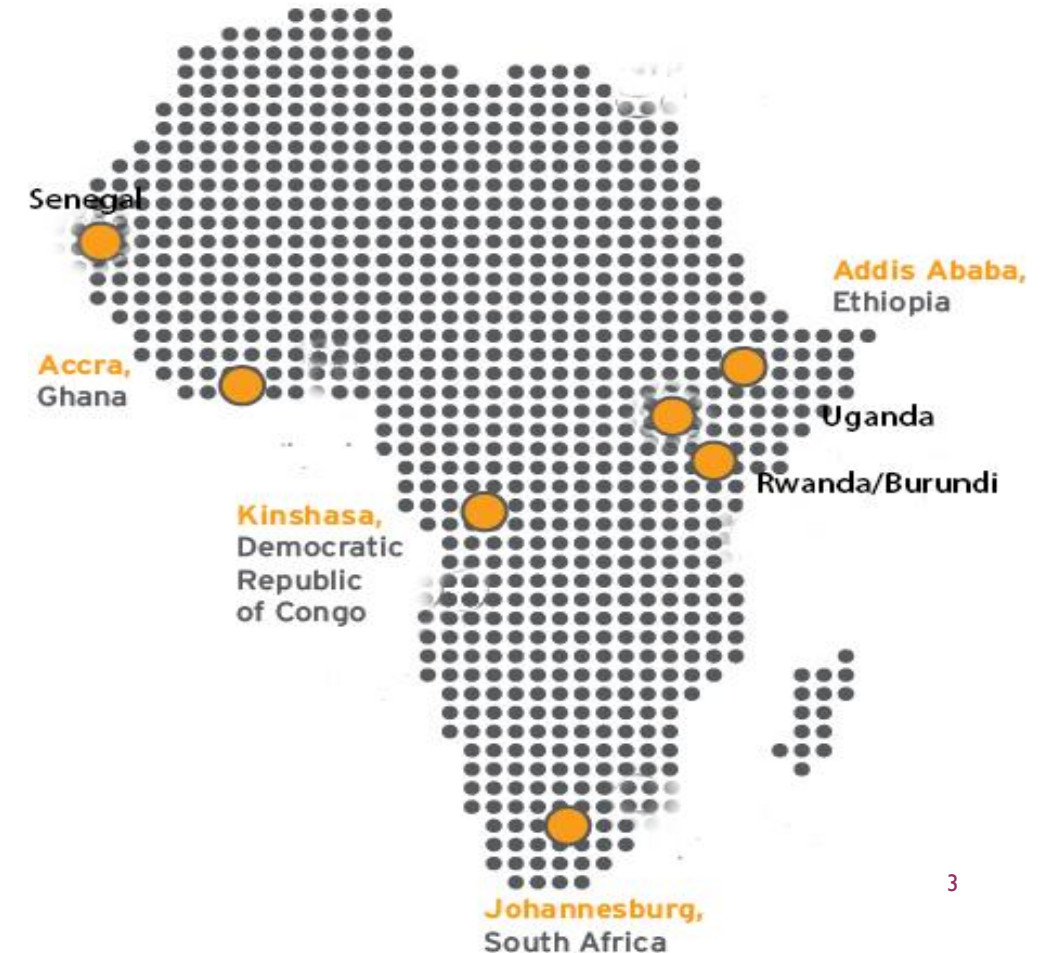 Senegal
Addis Ababa,
Ethiopia
Accra,
Ghana
Uganda
Rwanda/Burundi
Kinshasa,
Democratic
Republic
of Congo
3
Johannesburg,
South Africa